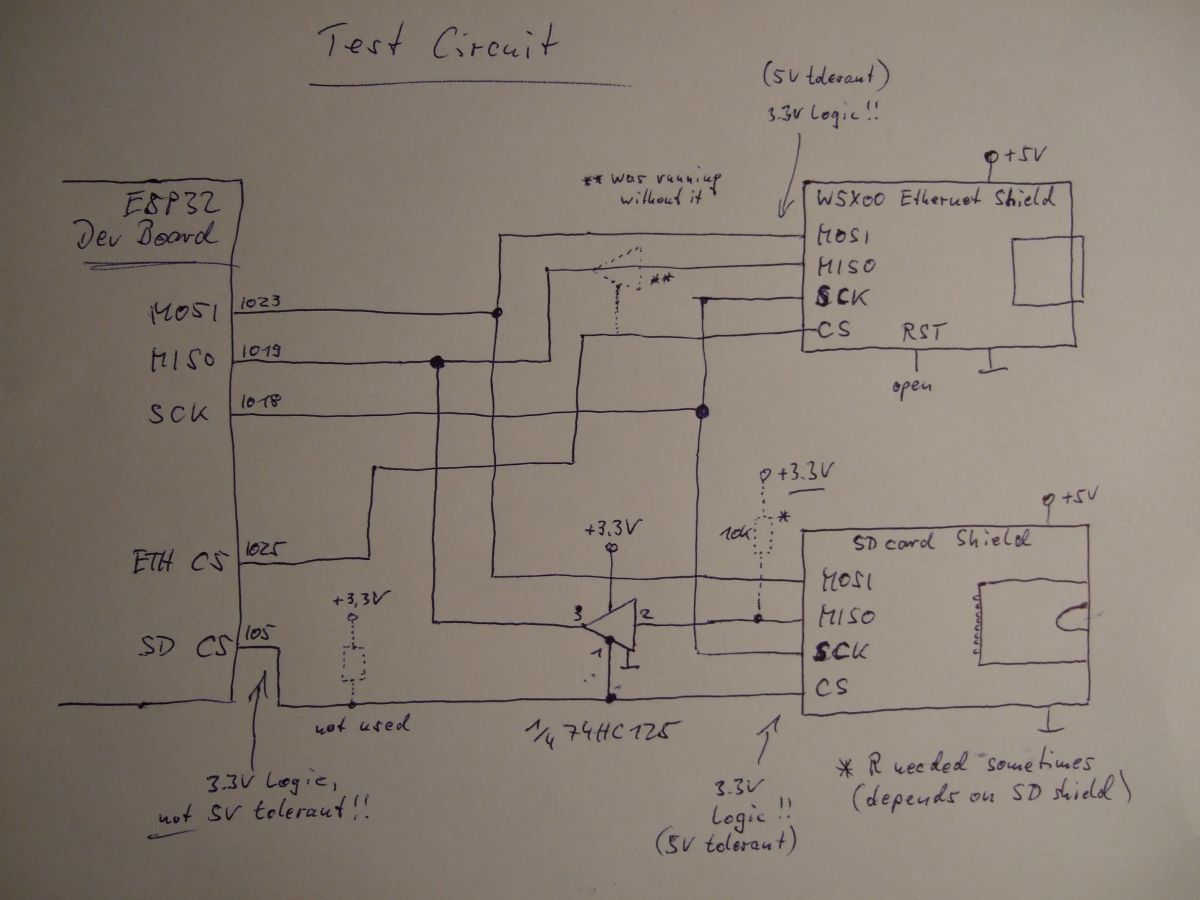 Test Circuit
(5V tolerant)
3.3V Logic!!
+5V
** was running
without it
ESP32
Dev Board
W5X00 Ethernet Shield
MOSI
MISO
**
SCK
CS
RST
open
MOSI
IO23
MISO
IO19
SCK
IO18
+3.3V
10k
*
+3.3V
+5V
SD card Shield
MOSI
MISO
SCK
CS
3
2
1
ETH CS
IO25
+3,3V
SD CS
IO5
not used
1/4 74HC125
3.3V Logic,
not 5V tolerant!!
3.3V
Logic!!
(5V tolerant)
* R needed sometimes
(depends on SD shield)